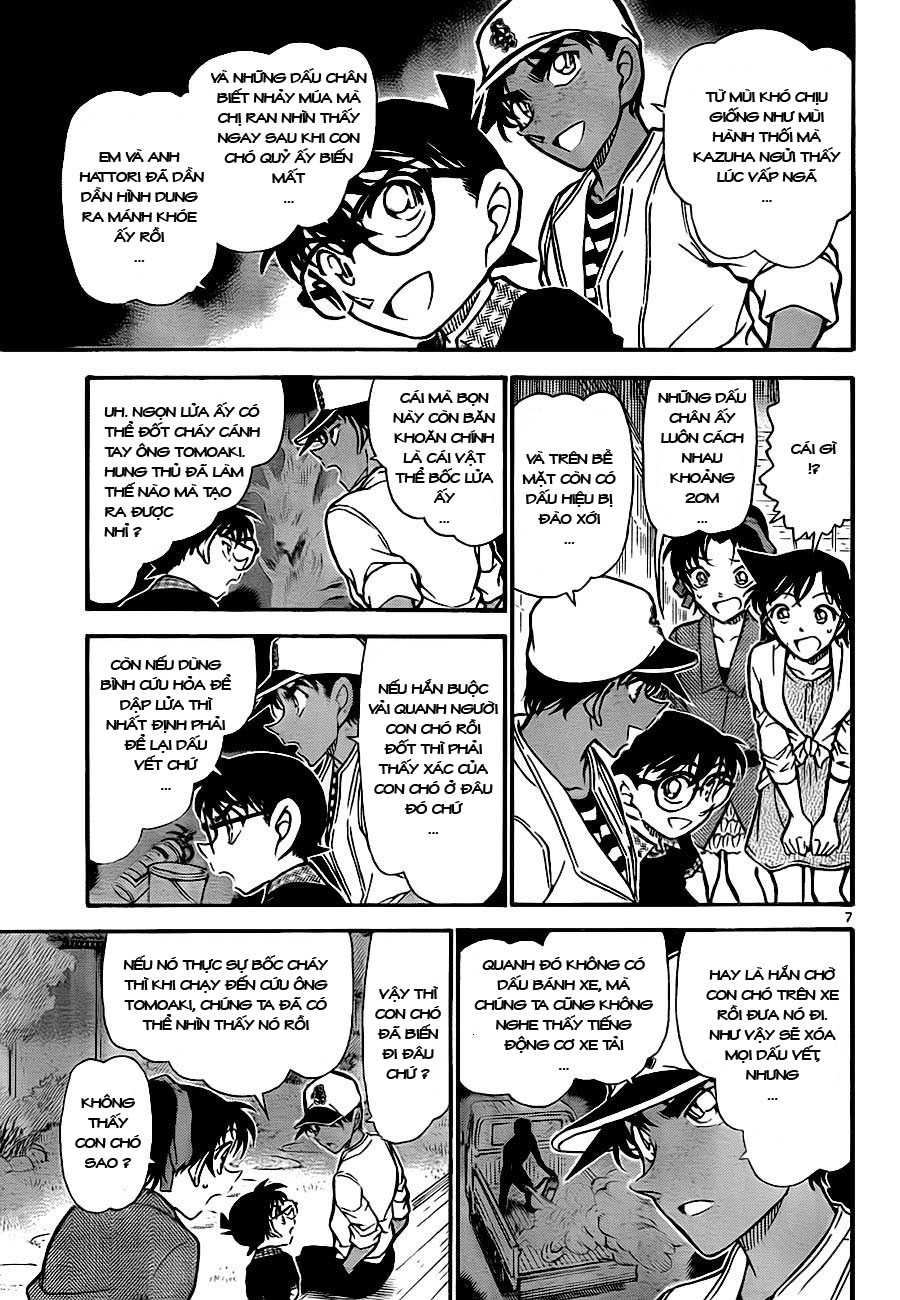 TỪ MÙI KHÓ CHỊU
GIỐNG NHƯ MÙI
HÀNH THỐI MÀ
KAZUHA NGỬI THẤY
LÚC VẤP NGÃ
...
VÀ NHỮNG DẤU CHÂN
BIẾT NHẢY MÚA MÀ
CHỊ RAN NHÌN THẤY
NGAY SAU KHI CON
CHÓ QUỶ ẤY BIẾN
MẤT
...
EM VÀ ANH
HATTORI ĐÃ DẦN
DẦN HÌNH DUNG
RA MÁNH KHÓE
ẤY RỒI
...
CÁI GÌ
!?
NHỮNG DẤU
CHÂN ẤY
LUÔN CÁCH
NHAU
KHOẢNG
20M
...
VÀ TRÊN BỀ
MẶT CÒN CÓ
DẤU HIỆU BỊ
ĐÀO XỚI
...
CÁI MÀ BỌN
NÀY CÒN BĂN
KHOĂN CHÍNH
LÀ CÁI VẬT
THỂ BỐC LỬA
ẤY
...
UH. NGỌN LỬA ẤY CÓ
THỂ ĐỐT CHÁY CÁNH
TAY ÔNG TOMOAKI.
HUNG THỦ ĐÃ LÀM
THẾ NÀO MÀ TẠO
RA ĐƯỢC
NHỈ ?
NẾU HẮN BUỘC
VẢI QUANH NGƯỜI
CON CHÓ RỒI
ĐỐT THÌ PHẢI
THẤY XÁC CỦA
CON CHÓ Ở ĐÂU
ĐÓ CHỨ
...
CÒN NẾU DÙNG
BÌNH CỨU HỎA ĐỂ
DẬP LỬA THÌ
NHẤT ĐỊNH PHẢI
ĐỂ LẠI DẤU
VẾT CHỨ
...
7
HAY LÀ HẮN CHỜ
CON CHÓ TRÊN XE
RỒI ĐƯA NÓ ĐI.
NHƯ VẬY SẼ XÓA
MỌI DẤU VẾT,
NHƯNG
...
QUANH ĐÓ KHÔNG CÓ
DẤU BÁNH XE, MÀ
CHÚNG TA CŨNG KHÔNG
NGHE THẤY TIẾNG
ĐỘNG CƠ XE TẢI
...
VẬY THÌ
CON CHÓ
ĐÃ BIẾN
ĐI ĐÂU
CHỨ ?
NẾU NÓ THỰC SỰ BỐC CHÁY
THÌ KHI CHẠY ĐẾN CỨU ÔNG
TOMOAKI, CHÚNG TA ĐÃ CÓ
THỂ NHÌN THẤY NÓ RỒI
KHÔNG
THẤY
CON CHÓ
SAO ?